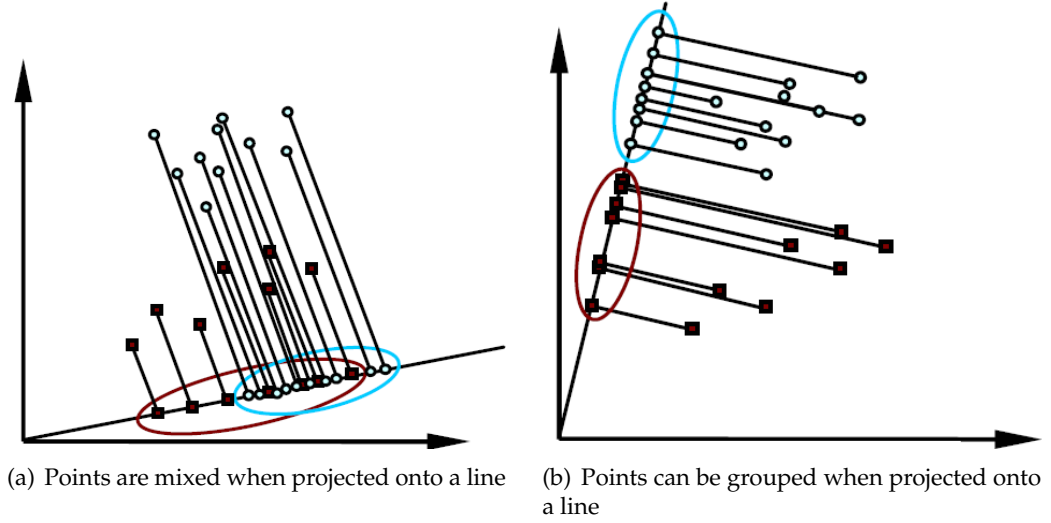 (a) Points are mixed when projected onto a line
(b) Points can be grouped when projected onto
a line